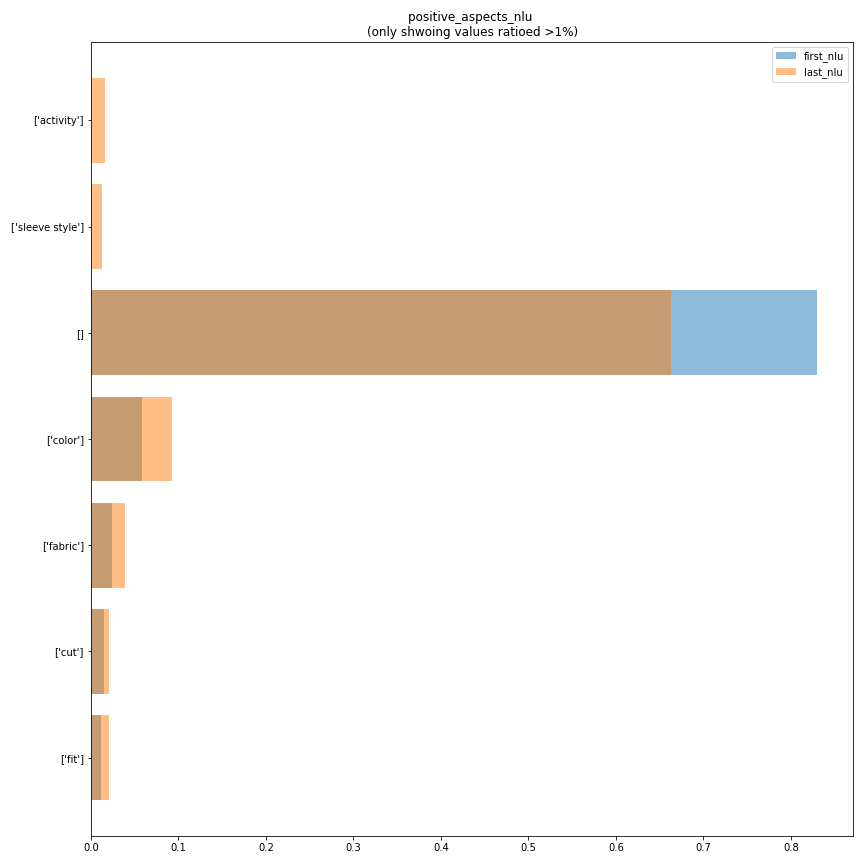 positive_aspects_nlu
(only shwoing values ratioed >1%)
first_nlu
last_nlu
['activity']
['sleeve style']
[]
['color']
['fabric']
['cut']
['fit']
0.0 0.1 0.2 0.3 0.4 0.5 0.6 0.7 0.8